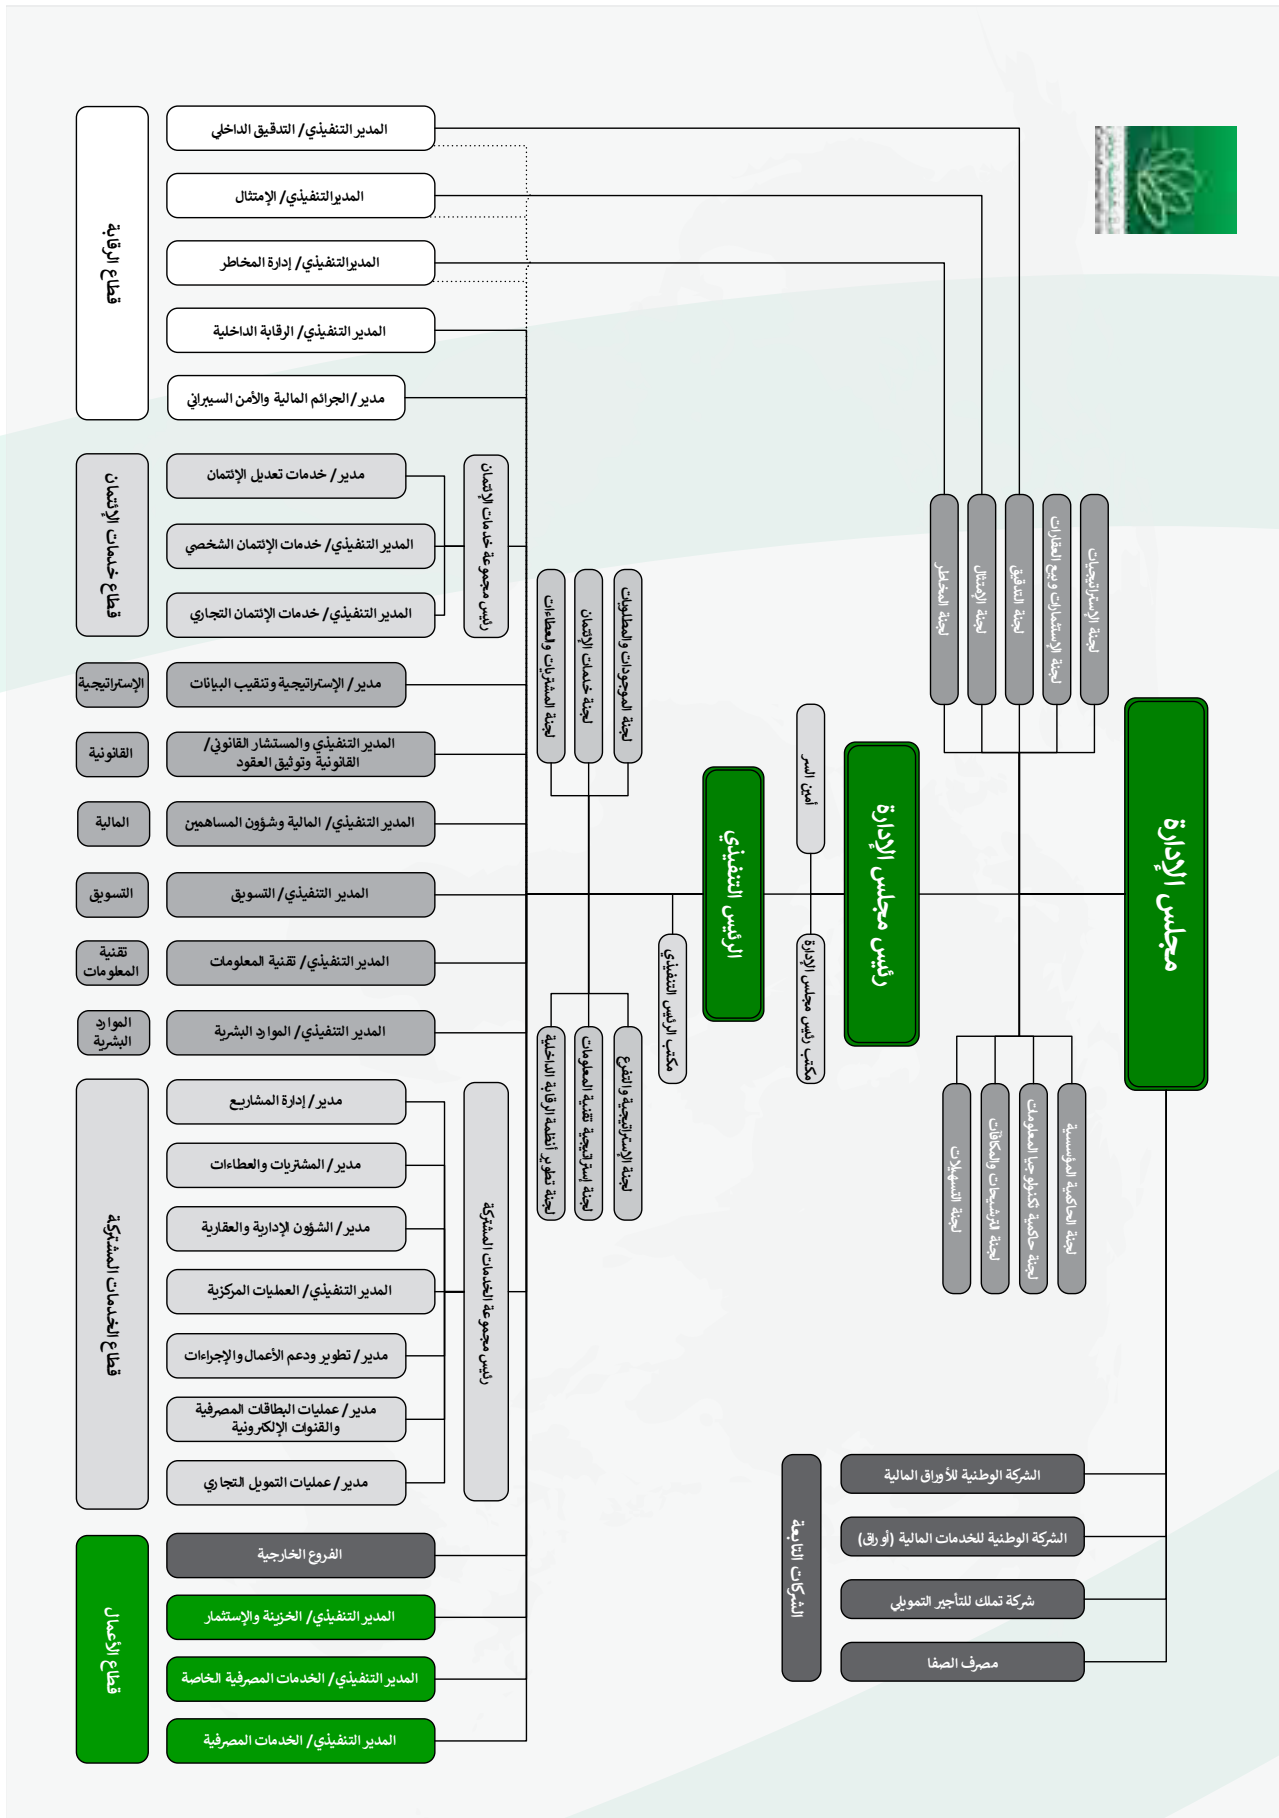 مجلس الإدارة
لجنة الإستراتيجيات
لجنة الإستثمارات وبيع العقارات
لجنة التدقيق
لجنة الإمتثال
لجنة المخاطر
لجنة الحاكمية المؤسسية
لجنة حاكمية تكنولوجيا المعلومات
لجنة الترشيحات والمكافآت
لجنة التسهيلات
الشركات التابعة
الشركة الوطنية للأوراق المالية
الشركة الوطنية للخدمات المالية (أوراق)
شركة تملك للتأجير التمويلي
مصرف الصفا
رئيس مجلس الإدارة
أمين السر
مكتب رئيس مجلس الإدارة
الرئيس التنفيذي
مكتب الرئيس التنفيذي
لجنة الموجودات والمطلوبات
لجنة خدمات الإئتمان
لجنة المشتريات والعطاءات
لجنة الإستراتيجية والتفرع
لجنة إستراتيجية تقنية المعلومات
لجنة تطوير أنظمة الرقابة الداخلية
قطاع الرقابة
المدير التنفيذي/ التدقيق الداخلي
المديرالتنفيذي/ الإمتثال
المديرالتنفيذي/ إدارة المخاطر
المدير التنفيذي/ الرقابة الداخلية
مدير/ الجرائم المالية والأمن السيبراني
قطاع خدمات الإئتمان
رئيس مجموعة خدمات الإئتمان
مدير/ خدمات تعديل الإئتمان
المدير التنفيذي/ خدمات الإئتمان الشخصي
المدير التنفيذي/ خدمات الإئتمان التجاري
الإستراتيجية
مدير/ الإستراتيجية وتنقيب البيانات
القانونية
المدير التنفيذي والمستشار القانوني/
القانونية وتوثيق العقود
المالية
المدير التنفيذي/ المالية وشؤون المساهمين
التسويق
المدير التنفيذي/ التسويق
تقنية
المعلومات
المدير التنفيذي/ تقنية المعلومات
الموارد
البشرية
المدير التنفيذي/ الموارد البشرية
قطاع الخدمات المشتركة
رئيس مجموعة الخدمات المشتركة
مدير/ إدارة المشاريع
مدير/ المشتريات والعطاءات
مدير/ الشؤون الإدارية والعقارية
المدير التنفيذي/ العمليات المركزية
مدير/ تطوير ودعم الأعمال والإجراءات
مدير/ عمليات البطاقات المصرفية
والقنوات الإلكترونية
مدير/ عمليات التمويل التجاري
قطاع الأعمال
الفروع الخارجية
المدير التنفيذي/ الخزينة والإستثمار
المدير التنفيذي/ الخدمات المصرفية الخاصة
المدير التنفيذي/ الخدمات المصرفية